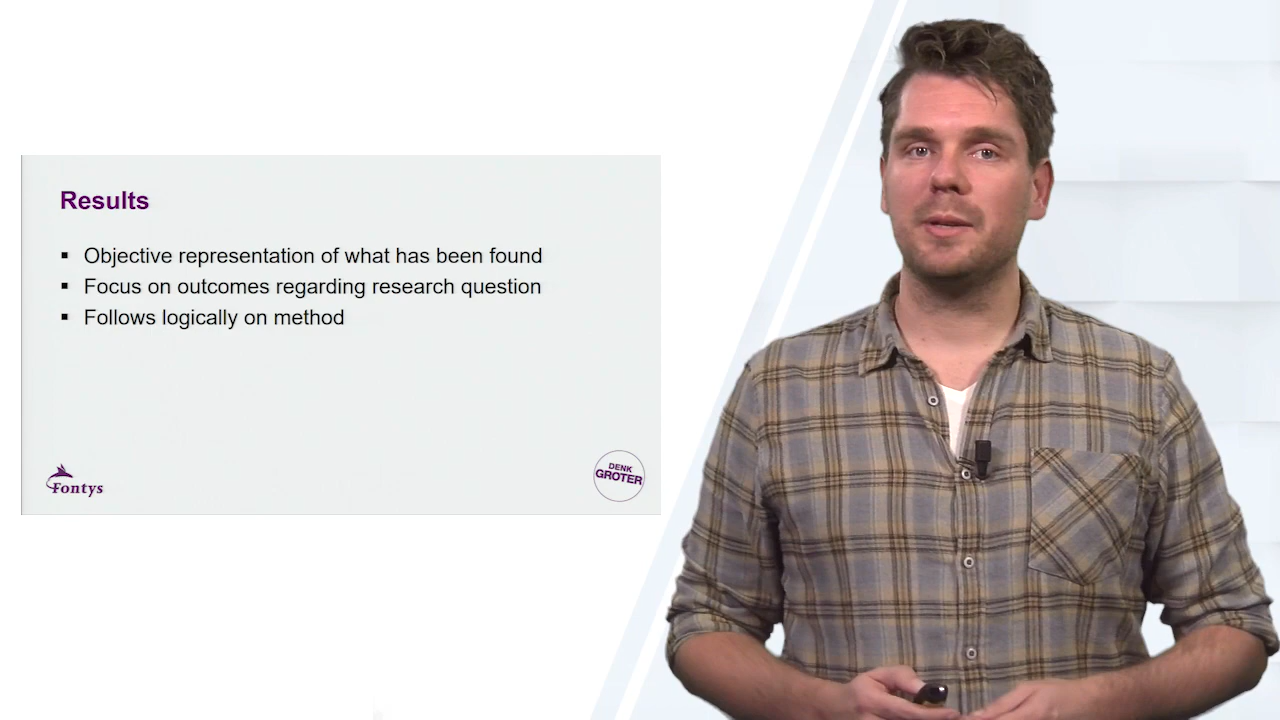 Results
▪ Objective representation of what has been found
▪ Focus on outcomes regarding research question
▪ Follows logically on method
Fontys
DENK
GROTER